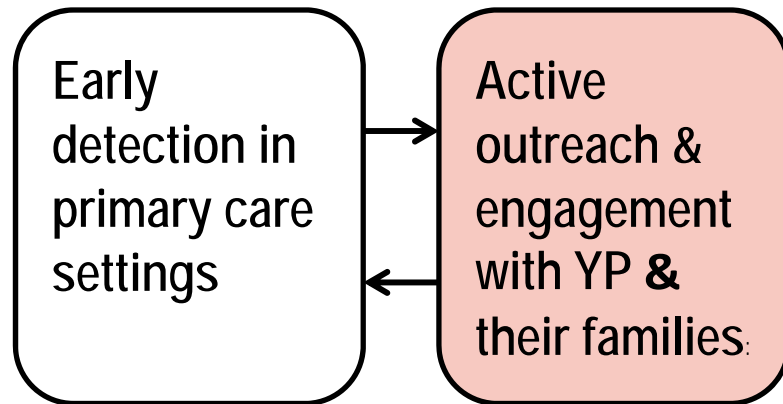 Early
detection in
primary care
settings
Active
outreach &
engagement
with YP &
their families: